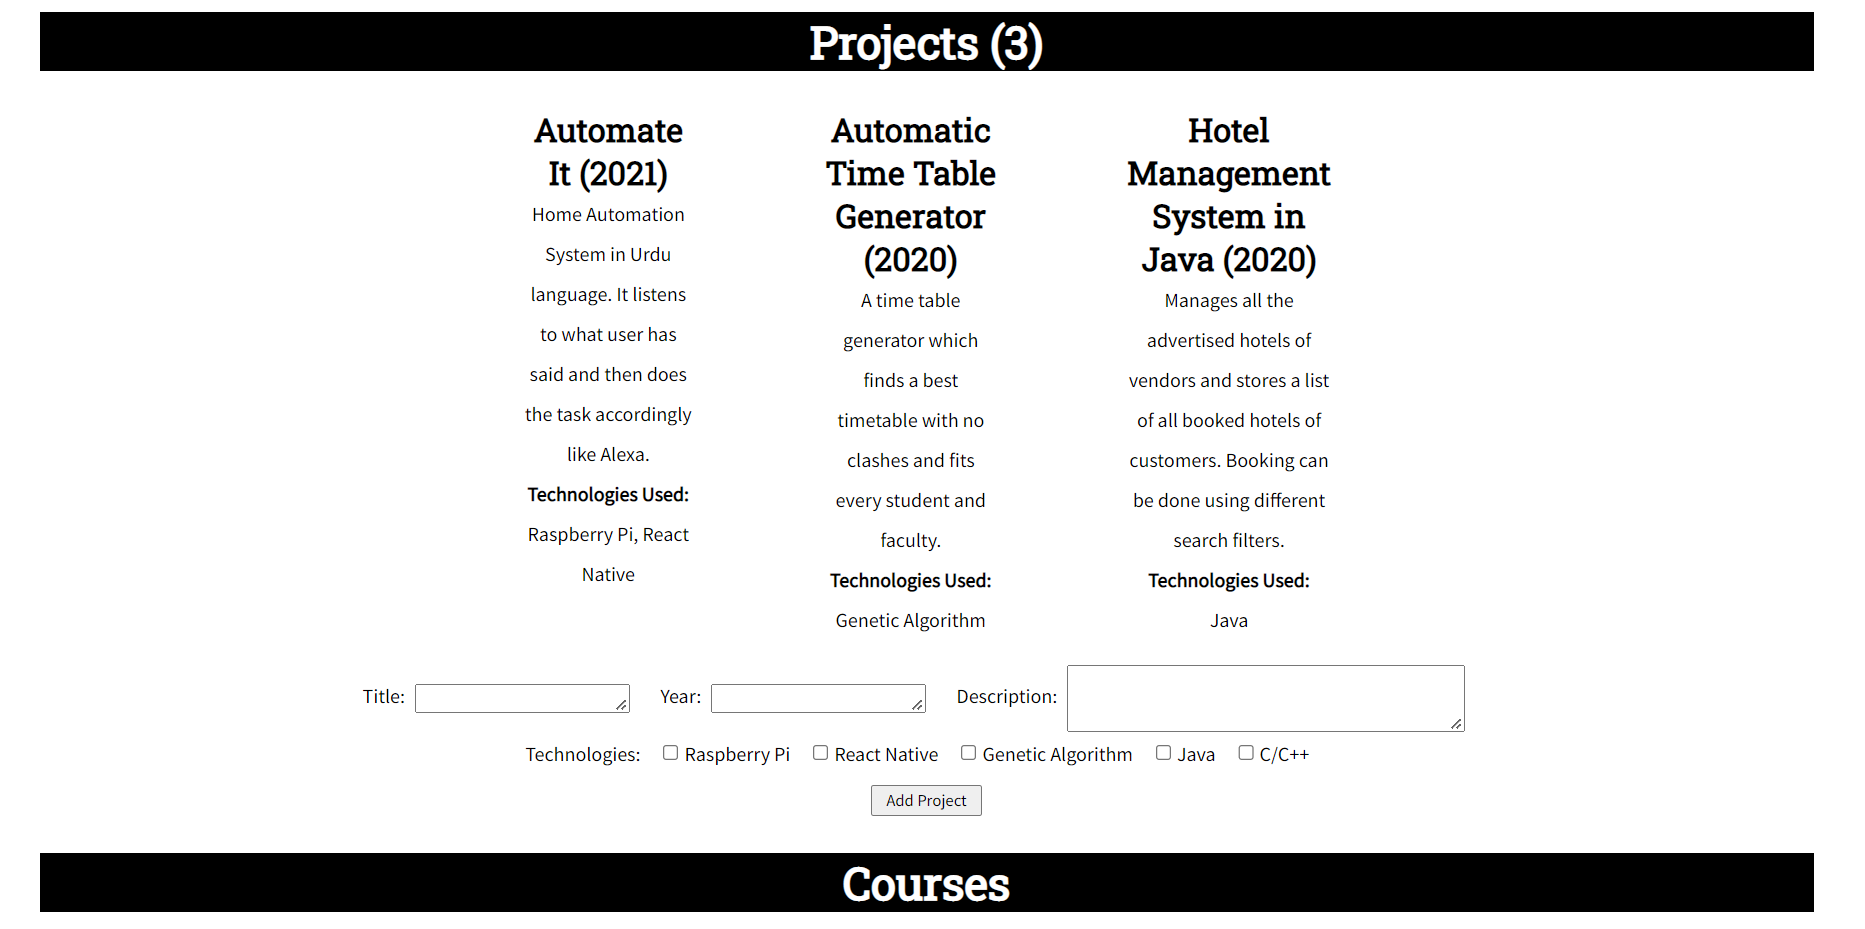 Projects (3)
Automate
It (2021)
Home Automation
System in Urdu
language. It listens
to what user has
said and then does
the task accordingly
like Alexa.
Technologies Used:
Raspberry Pi, React
Native
Automatic
Time Table
Generator
(2020)
A time table
generator which
finds a best
timetable with no
clashes and fits
every student and
faculty.
Technologies Used:
Genetic Algorithm
Hotel
Management
System in
Java (2020)
Manages all the
advertised hotels of
vendors and stores a list
of all booked hotels of
customers. Booking can
be done using different
search filters.
Technologies Used:
Java
Title: Year: Description:
Technologies: Raspberry Pi React Native Genetic Algorithm Java C/C++
Add Project
Courses